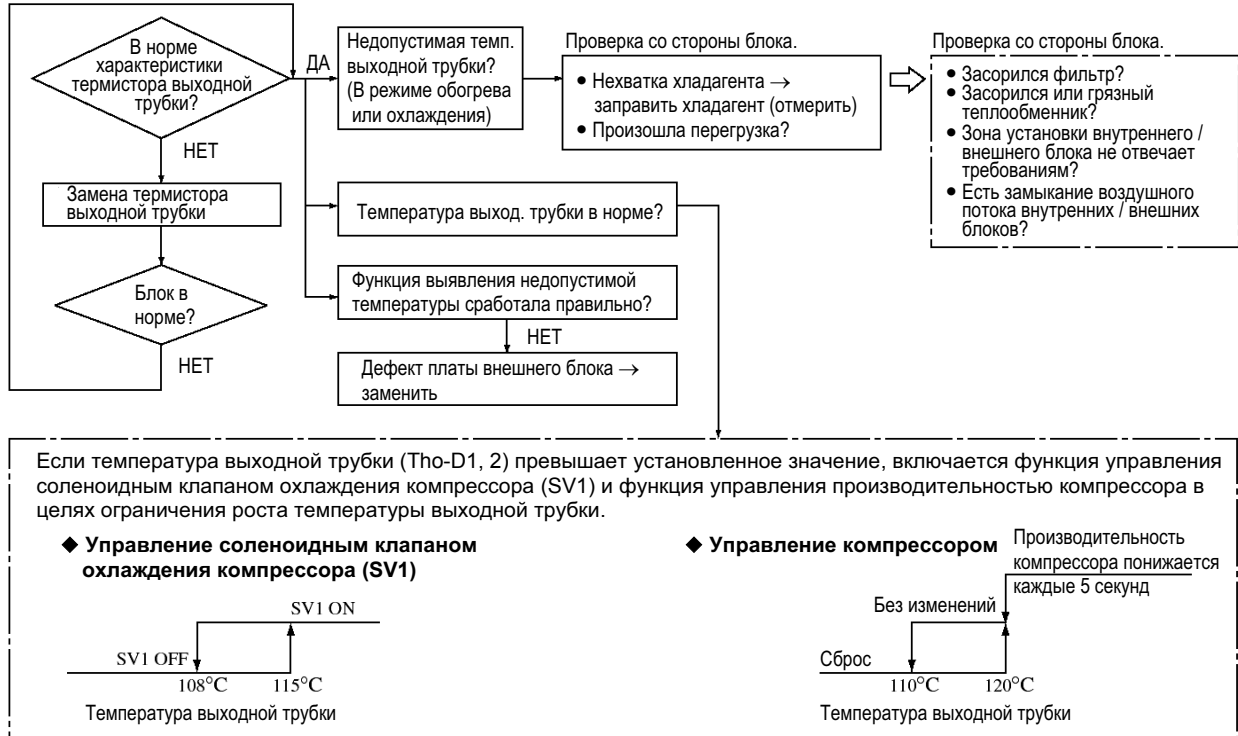 В норме
характеристики
термистора выходной
трубки?
ДА
НЕТ
Замена термистора
выходной трубки
Блок в
норме?
НЕТ
Недопустимая темп.
выходной трубки?
(В режиме обогрева
или охлаждения)
Проверка со стороны блока.
● Нехватка хладагента →
заправить хладагент (отмерить)
● Произошла перегрузка?
Проверка со стороны блока.
● Засорился фильтр?
● Засорился или грязный
теплообменник?
● Зона установки внутреннего /
внешнего блока не отвечает
требованиям?
● Есть замыкание воздушного
потока внутренних / внешних
блоков?
Температура выход. трубки в норме?
Функция выявления недопустимой
температуры сработала правильно?
НЕТ
Дефект платы внешнего блока →
заменить
Если температура выходной трубки (Tho-D1, 2) превышает установленное значение, включается функция управления
соленоидным клапаном охлаждения компрессора (SV1) и функция управления производительностью компрессора в
целях ограничения роста температуры выходной трубки.
◆ Управление соленоидным клапаном
охлаждения компрессора (SV1)
SV1 ON
SV1 OFF
108°C 115°C
Температура выходной трубки
◆ Управление компрессором
Производительность
компрессора понижается
каждые 5 секунд
Без изменений
Сброс
110°C 120°C
Температура выходной трубки